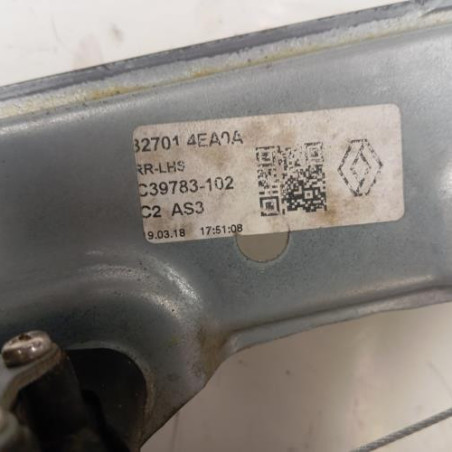 82701 4EA0A
RR-LHS
C39783-102
C2 AS3
19.03.18 17:51:08